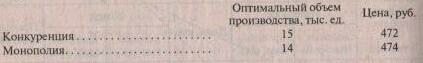 Оптимальный объем
производства, тыс. ед.
Цена, руб.
Конкуренция 15 472
Монополия 14 474